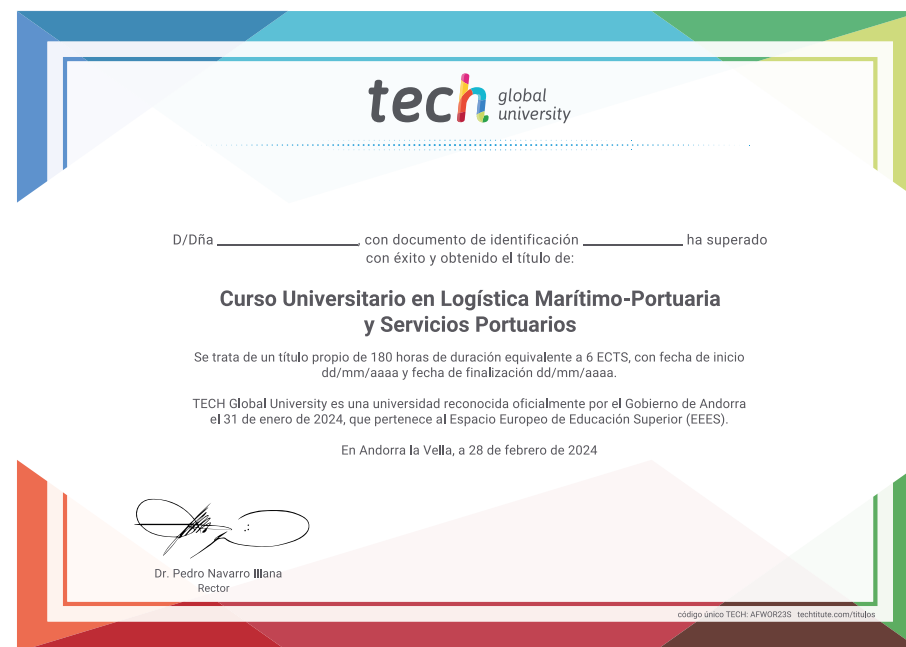 tech global university
D/Dña ____________________, con documento de identificación ______________ ha superado
con éxito y obtenido el título de:
Curso Universitario en Logística Marítimo-Portuaria
y Servicios Portuarios
Se trata de un título propio de 180 horas de duración equivalente a 6 ECTS, con fecha de inicio
dd/mm/aaaa y fecha de finalización dd/mm/aaaa.
TECH Global University es una universidad reconocida oficialmente por el Gobierno de Andorra
el 31 de enero de 2024, que pertenece al Espacio Europeo de Educación Superior (EEES).
En Andorra la Vella, a 28 de febrero de 2024
Dr. Pedro Navarro Illana
Rector
código único TECH: AFWOR23S techtitute.com/titulos